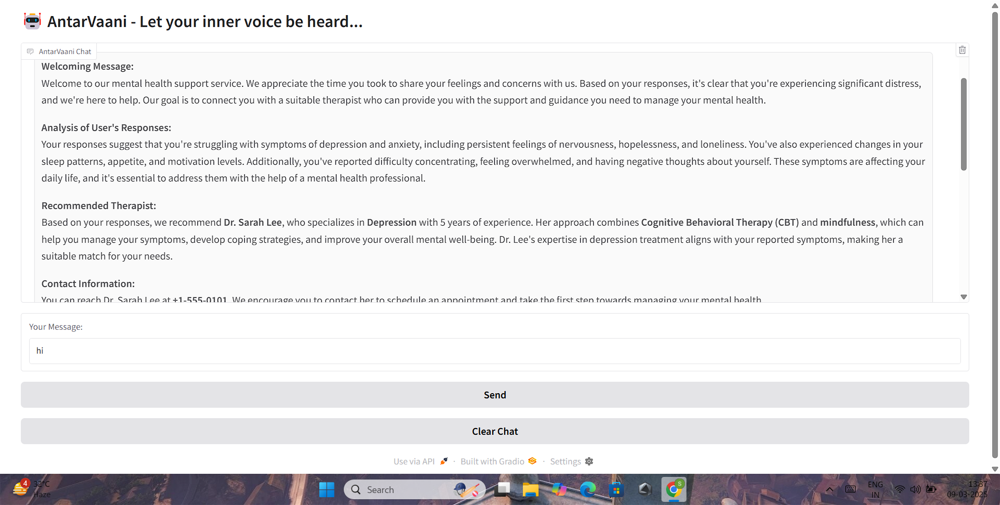 AntarVaani - Let your inner voice be heard...
AntarVaani Chat
Welcoming Message:
Welcome to our mental health support service. We appreciate the time you took to share your feelings and concerns with us. Based on your responses, it's clear that you're experiencing significant distress,
and we're here to help. Our goal is to connect you with a suitable therapist who can provide you with the support and guidance you need to manage your mental health.
Analysis of User's Responses:
Your responses suggest that you're struggling with symptoms of depression and anxiety, including persistent feelings of nervousness, hopelessness, and loneliness. You've also experienced changes in your
sleep patterns, appetite, and motivation levels. Additionally, you've reported difficulty concentrating, feeling overwhelmed, and having negative thoughts about yourself. These symptoms are affecting your
daily life, and it's essential to address them with the help of a mental health professional.
Recommended Therapist:
Based on your responses, we recommend Dr. Sarah Lee, who specializes in Depression with 5 years of experience. Her approach combines Cognitive Behavioral Therapy (CBT) and mindfulness, which can
help you manage your symptoms, develop coping strategies, and improve your overall mental well-being. Dr. Lee's expertise in depression treatment aligns with your reported symptoms, making her a
suitable match for your needs.
Contact Information:
You can reach Dr. Sarah Lee at +1-555-0101. We encourage you to contact her to schedule an appointment and take the first step towards managing your mental health.
Your Message:
hi
Send
Clear Chat
Use via API · Built with Gradio · Settings
4
32°C
Haze
Search
S
ENG
IN
13:37
09-03-2025